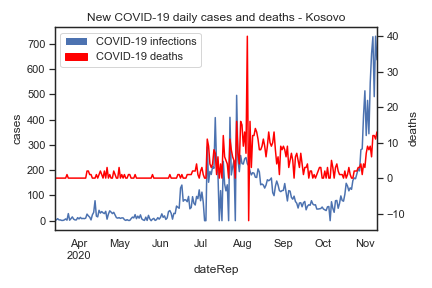 New COVID-19 daily cases and deaths - Kosovo
COVID-19 infections
COVID-19 deaths
cases
700
600
500
400
300
200
100
0
deaths
40
30
20
10
0
−10
Apr
2020
May
Jun
Jul
Aug
Sep
Oct
Nov
dateRep